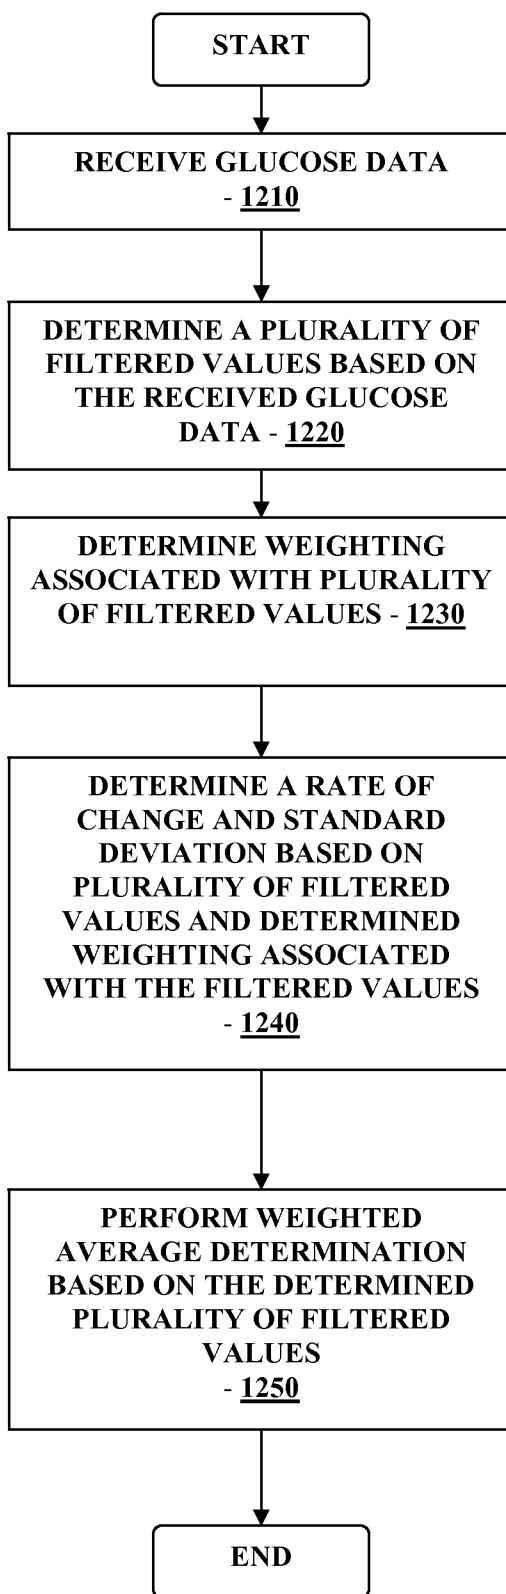 START
RECEIVE GLUCOSE DATA
- 1210
DETERMINE A PLURALITY OF
FILTERED VALUES BASED ON
THE RECEIVED GLUCOSE
DATA - 1220
DETERMINE WEIGHTING
ASSOCIATED WITH PLURALITY
OF FILTERED VALUES - 1230
DETERMINE A RATE OF
CHANGE AND STANDARD
DEVIATION BASED ON
PLURALITY OF FILTERED
VALUES AND DETERMINED
WEIGHTING ASSOCIATED
WITH THE FILTERED VALUES
- 1240
PERFORM WEIGHTED
AVERAGE DETERMINATION
BASED ON THE DETERMINED
PLURALITY OF FILTERED
VALUES
- 1250
END